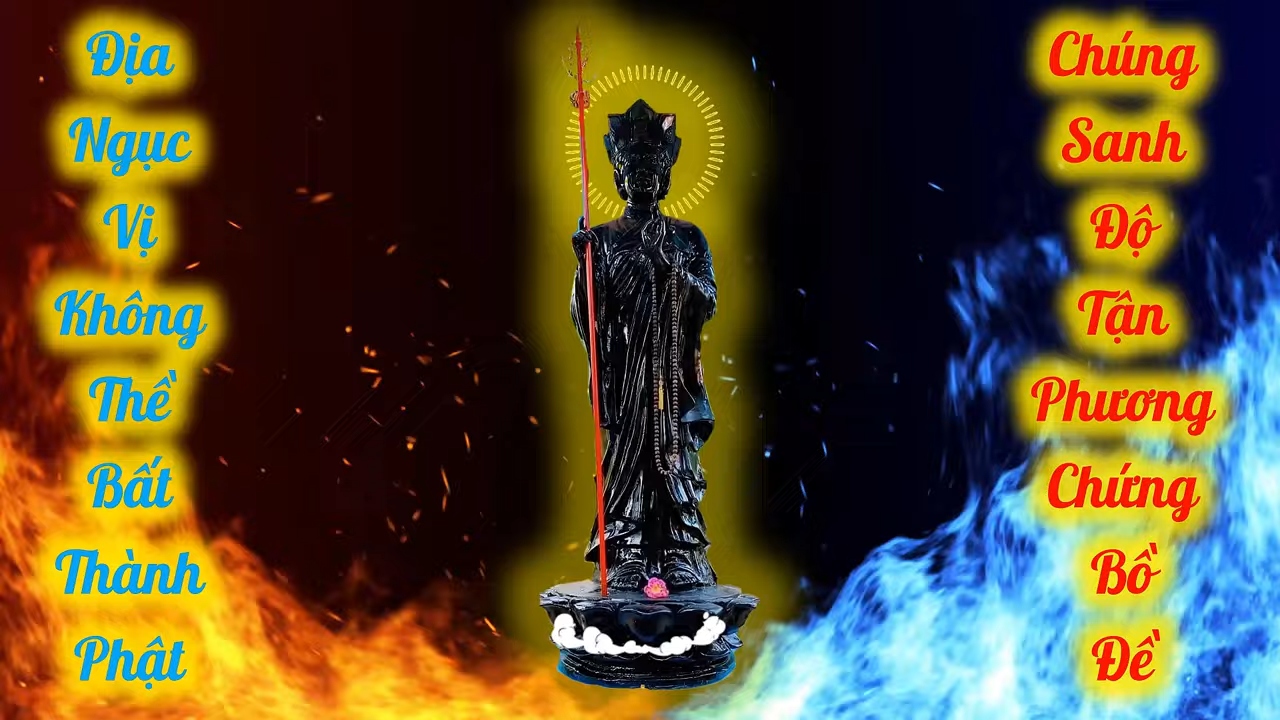 Địa
Ngục
Vị
Không
Thề
Bất
Thành
Phật
Chúng
Sanh
Độ
Tận
Phương
Chứng
Bồ
Đề